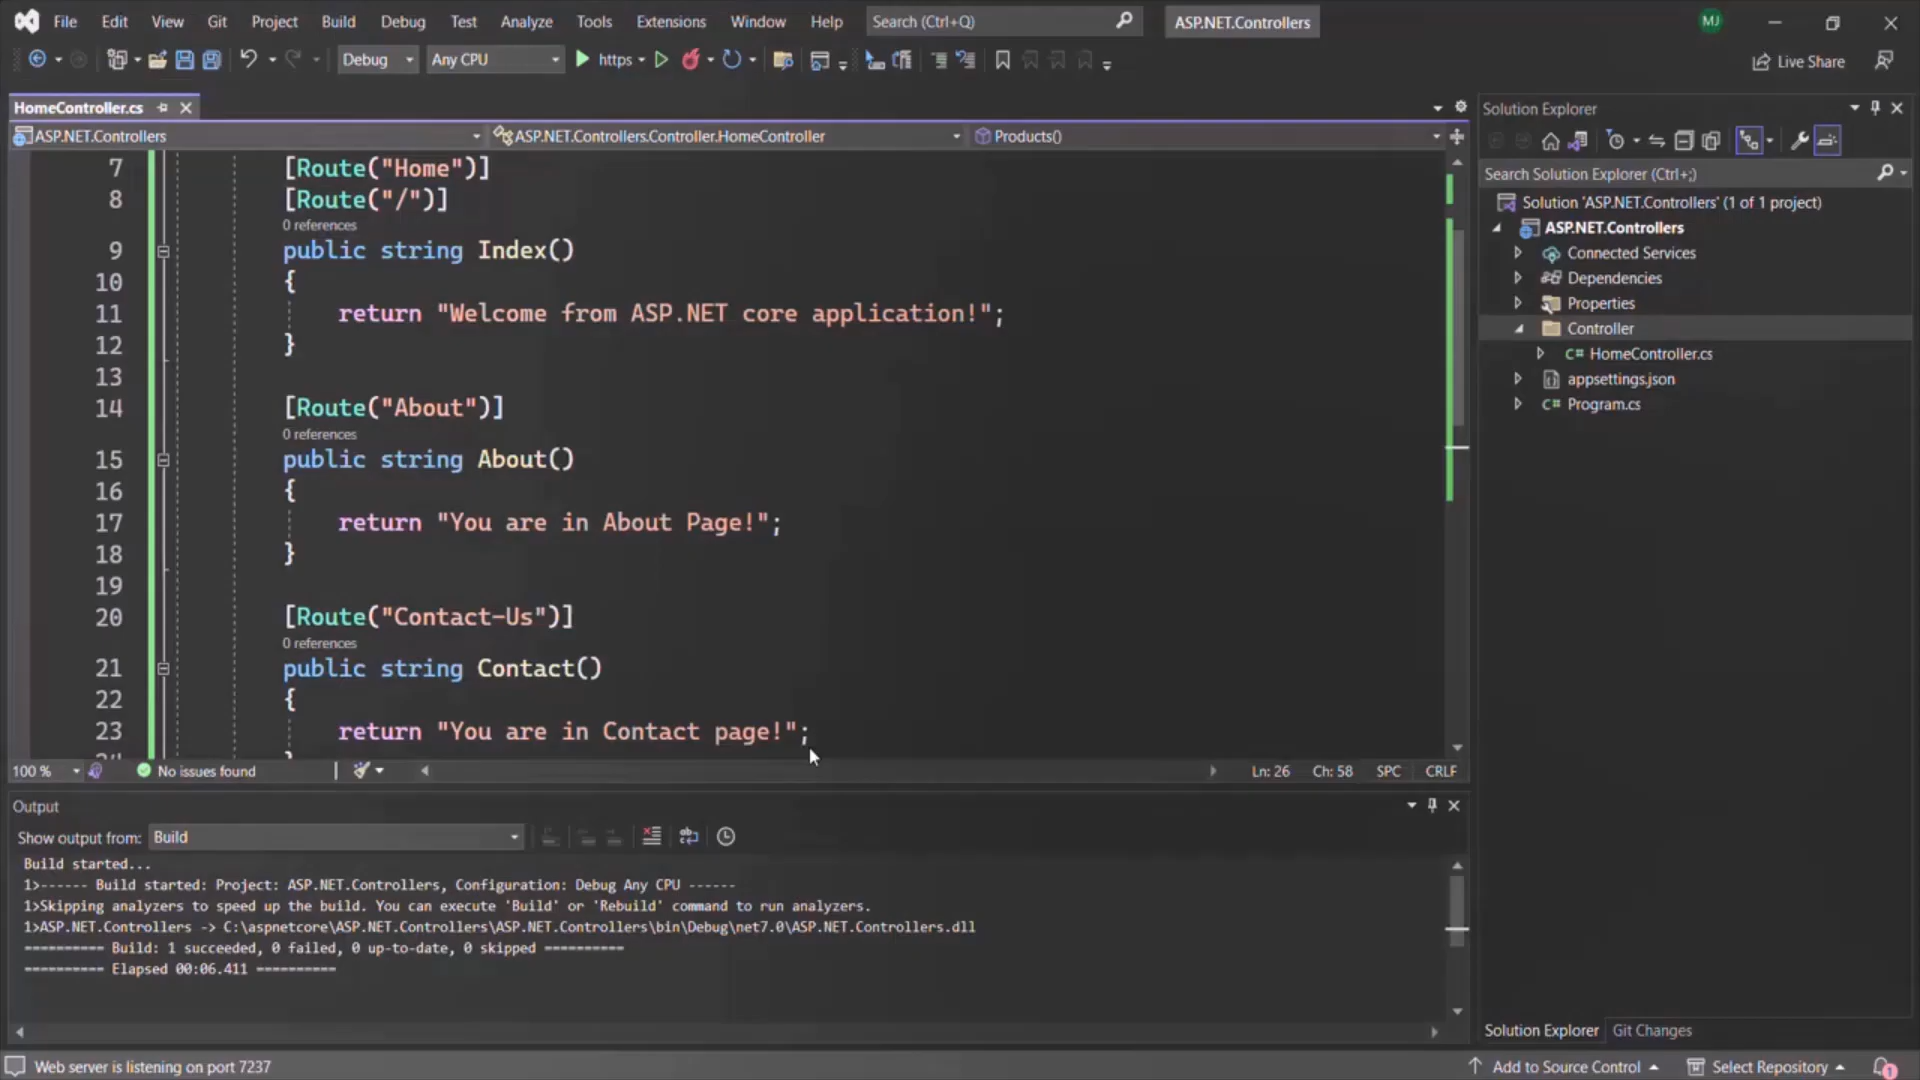 File Edit View Git Project Build Debug Test Analyze Tools Extensions Window Help Search (Ctrl+Q) ASP.NET.Controllers MJ
Debug Any CPU https Live Share
HomeController.cs
ASP.NET.Controllers ASP.NET.Controllers.Controller.HomeController Products()
7 [Route("Home")]
8 [Route("/")]
0 references
9 public string Index()
10 {
11 return "Welcome from ASP.NET core application!";
12 }
13
14 [Route("About")]
0 references
15 public string About()
16 {
17 return "You are in About Page!";
18 }
19
20 [Route("Contact-Us")]
0 references
21 public string Contact()
22 {
23 return "You are in Contact page!";
100 % No issues found Ln: 26 Ch: 58 SPC CRLF
Output
Show output from: Build
Build started...
1>------ Build started: Project: ASP.NET.Controllers, Configuration: Debug Any CPU ------
1>Skipping analyzers to speed up the build. You can execute 'Build' or 'Rebuild' command to run analyzers.
1>ASP.NET.Controllers -> C:\aspnetcore\ASP.NET.Controllers\ASP.NET.Controllers\bin\Debug\net7.0\ASP.NET.Controllers.dll
========== Build: 1 succeeded, 0 failed, 0 up-to-date, 0 skipped ==========
========== Elapsed 00:06.411 ==========
Solution Explorer
Search Solution Explorer (Ctrl+;)
Solution 'ASP.NET.Controllers' (1 of 1 project)
ASP.NET.Controllers
Connected Services
Dependencies
Properties
Controller
C# HomeController.cs
appsettings.json
C# Program.cs
Solution Explorer Git Changes
Web server is listening on port 7237 Add to Source Control Select Repository 1